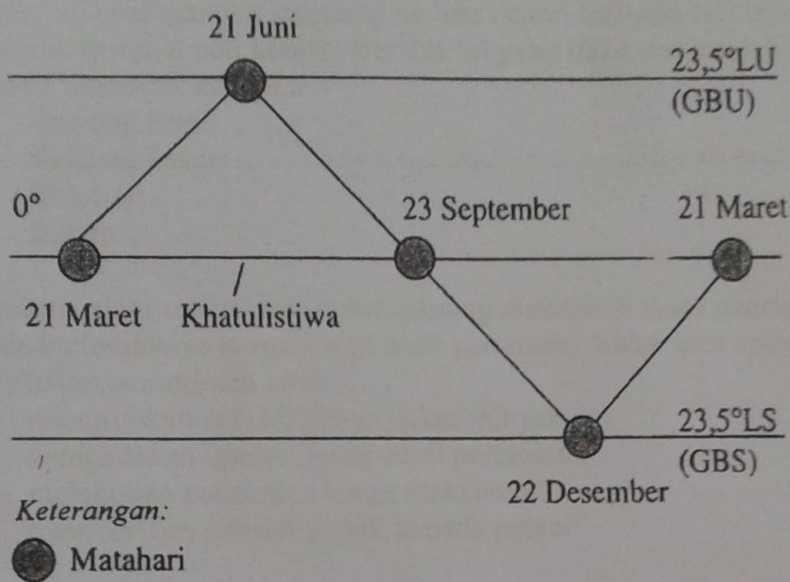 21 Juni
23,5°LU
(GBU)
0°
23 September
21 Maret
21 Maret
Khatulistiwa
23,5°LS
(GBS)
22 Desember
Keterangan:
Matahari